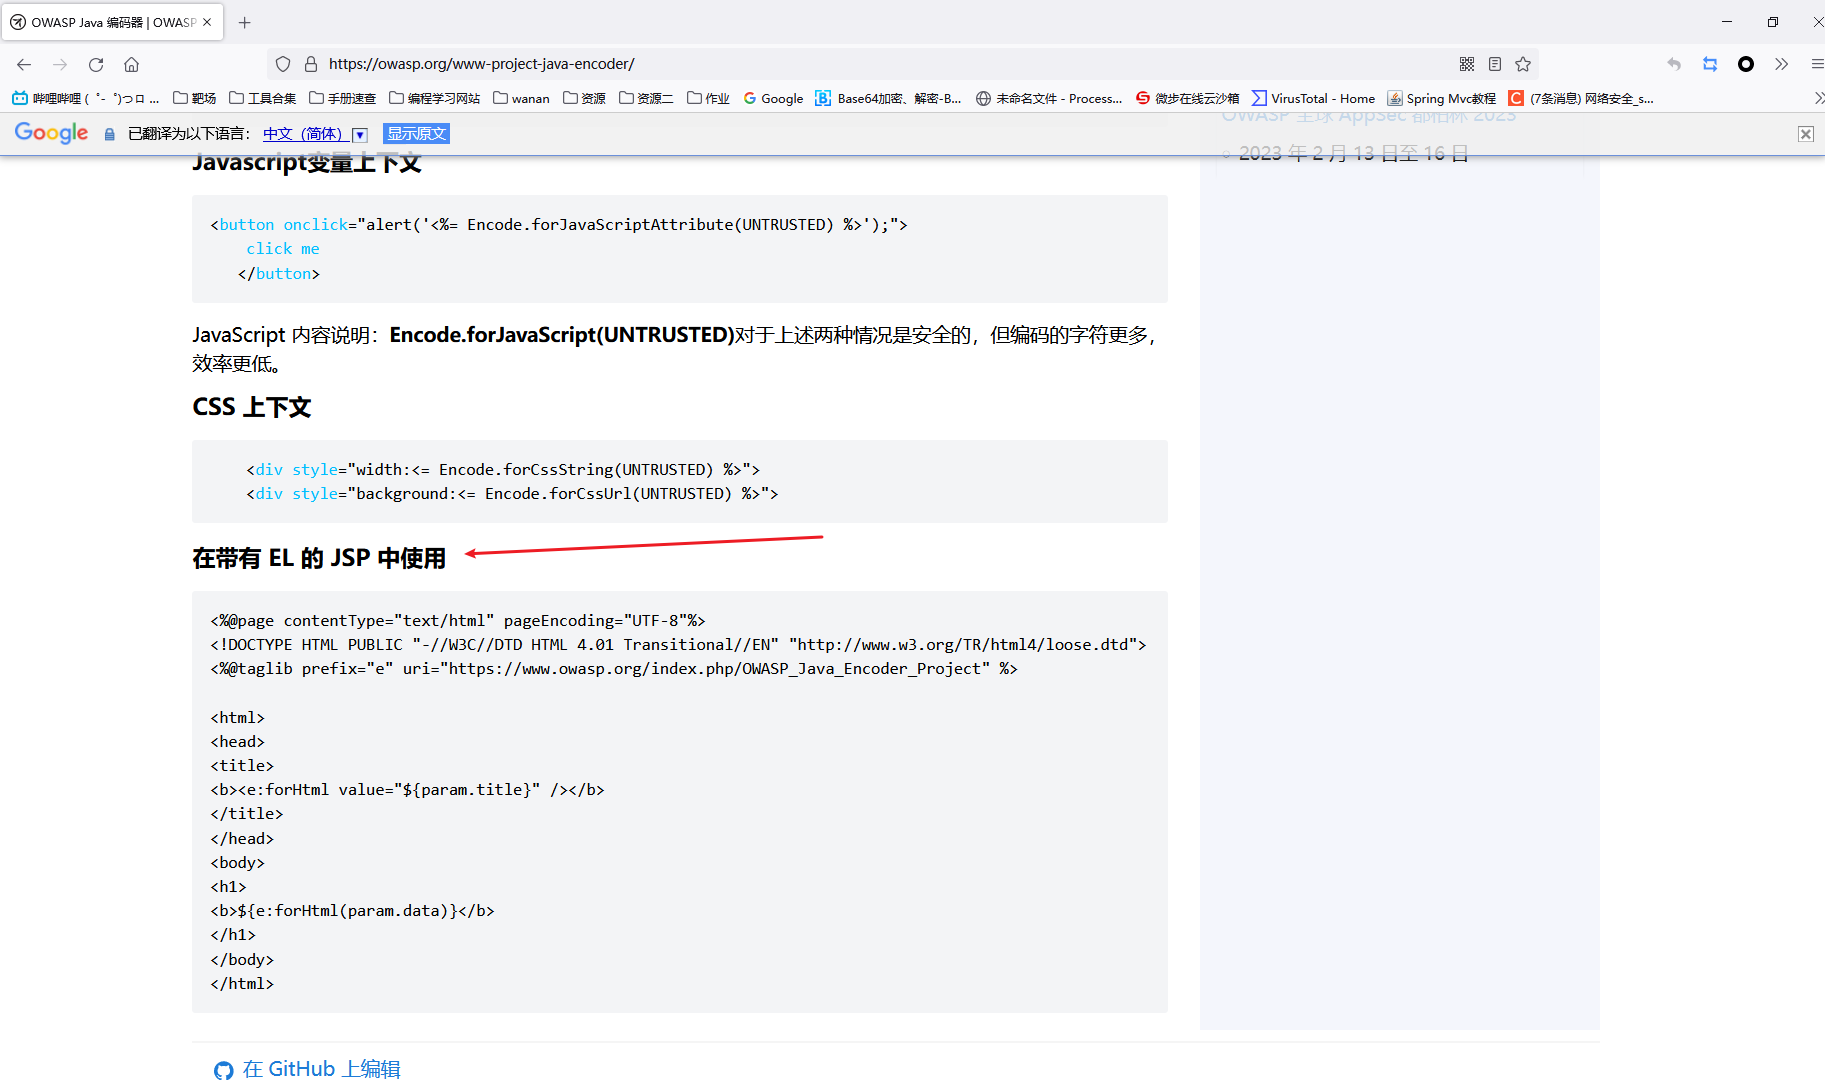 OWASP Java 编码器 | OWASP
https://owasp.org/www-project-java-encoder/
哔哩哔哩 (゜-゜)つロ ... 靶场 工具合集 手册速查 编程学习网站 wanan 资源 资源二 作业 Google Base64加密、解密-B... 未命名文件 - Process... 微步在线云沙箱 VirusTotal - Home Spring Mvc教程 (7条消息) 网络安全_s...
Google 已翻译为以下语言： 中文（简体） 显示原文
OWASP 全球 AppSec 都柏林 2023
2023 年 2 月 13 日至 16 日
Javascript变量上下文
<button onclick="alert('<%= Encode.forJavaScriptAttribute(UNTRUSTED) %>');">
click me
</button>
JavaScript 内容说明：Encode.forJavaScript(UNTRUSTED)对于上述两种情况是安全的，但编码的字符更多，
效率更低。
CSS 上下文
<div style="width:<= Encode.forCssString(UNTRUSTED) %>">
<div style="background:<= Encode.forCssUrl(UNTRUSTED) %>">
在带有 EL 的 JSP 中使用
<%@page contentType="text/html" pageEncoding="UTF-8"%>
<!DOCTYPE HTML PUBLIC "-//W3C//DTD HTML 4.01 Transitional//EN" "http://www.w3.org/TR/html4/loose.dtd">
<%@taglib prefix="e" uri="https://www.owasp.org/index.php/OWASP_Java_Encoder_Project" %>
<html>
<head>
<title>
<b><e:forHtml value="${param.title}" /></b>
</title>
</head>
<body>
<h1>
<b>${e:forHtml(param.data)}</b>
</h1>
</body>
</html>
在 GitHub 上编辑